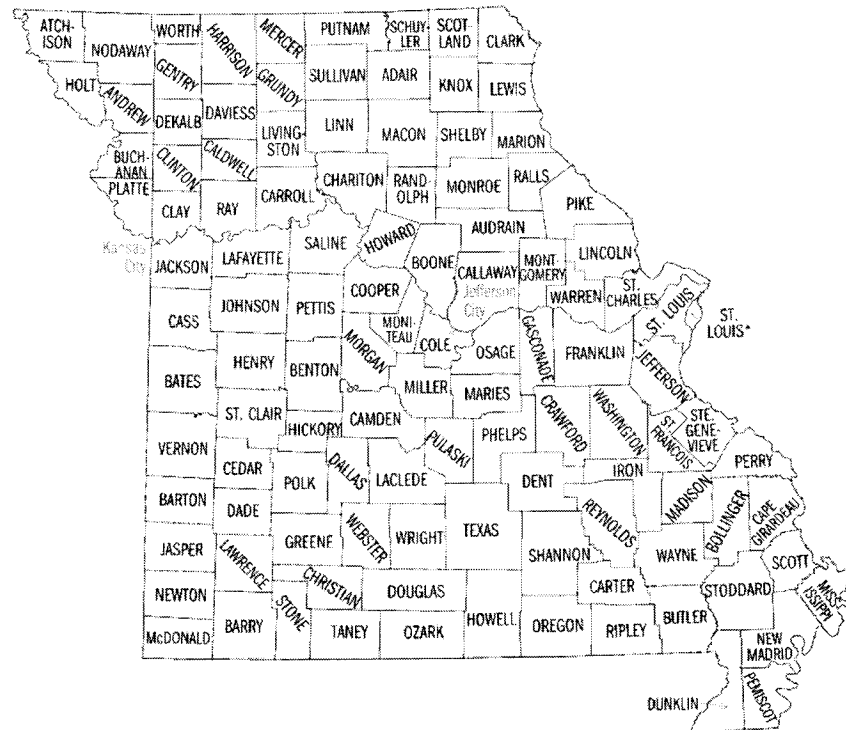 ATCH-
ISON
NODAWAY
WORTH
HARRISON
MERCER
PUTNAM
SCHUY-
LER
SCOT-
LAND
CLARK
HOLT
GENTRY
GRUNDY
SULLIVAN
ADAIR
KNOX
LEWIS
ANDREW
DEKALB
DAVIESS
LIVING-
STON
LINN
MACON
SHELBY
MARION
BUCH-
ANAN
PLATTE
CLINTON
CALDWELL
CARROLL
CHARITON
RAND-
OLPH
MONROE
RALLS
PIKE
CLAY
RAY
Kansas
City
JACKSON
LAFAYETTE
SALINE
HOWARD
BOONE
AUDRAIN
CALLAWAY
Jefferson
City
MONT-
GOMERY
LINCOLN
WARREN
ST.
CHARLES
ST. LOUIS
ST.
LOUIS*
CASS
JOHNSON
PETTIS
COOPER
MONI-
TEAU
COLE
OSAGE
GASCONADE
FRANKLIN
JEFFERSON
BATES
HENRY
BENTON
MORGAN
MILLER
MARIES
CRAWFORD
WASHINGTON
ST.
FRANCOIS
STE.
GENE-
VIEVE
ST. CLAIR
HICKORY
CAMDEN
PULASKI
PHELPS
VERNON
CEDAR
POLK
DALLAS
LACLEDE
DENT
IRON
PERRY
BARTON
DADE
MADISON
BOLLINGER
CAPE
GIRARDEAU
JASPER
LAWRENCE
GREENE
WEBSTER
WRIGHT
TEXAS
SHANNON
REYNOLDS
WAYNE
SCOTT
NEWTON
CHRISTIAN
DOUGLAS
CARTER
STODDARD
MISS-
ISSIPPI
McDONALD
BARRY
STONE
TANEY
OZARK
HOWELL
OREGON
RIPLEY
BUTLER
NEW
MADRID
PEMISCOT
DUNKLIN